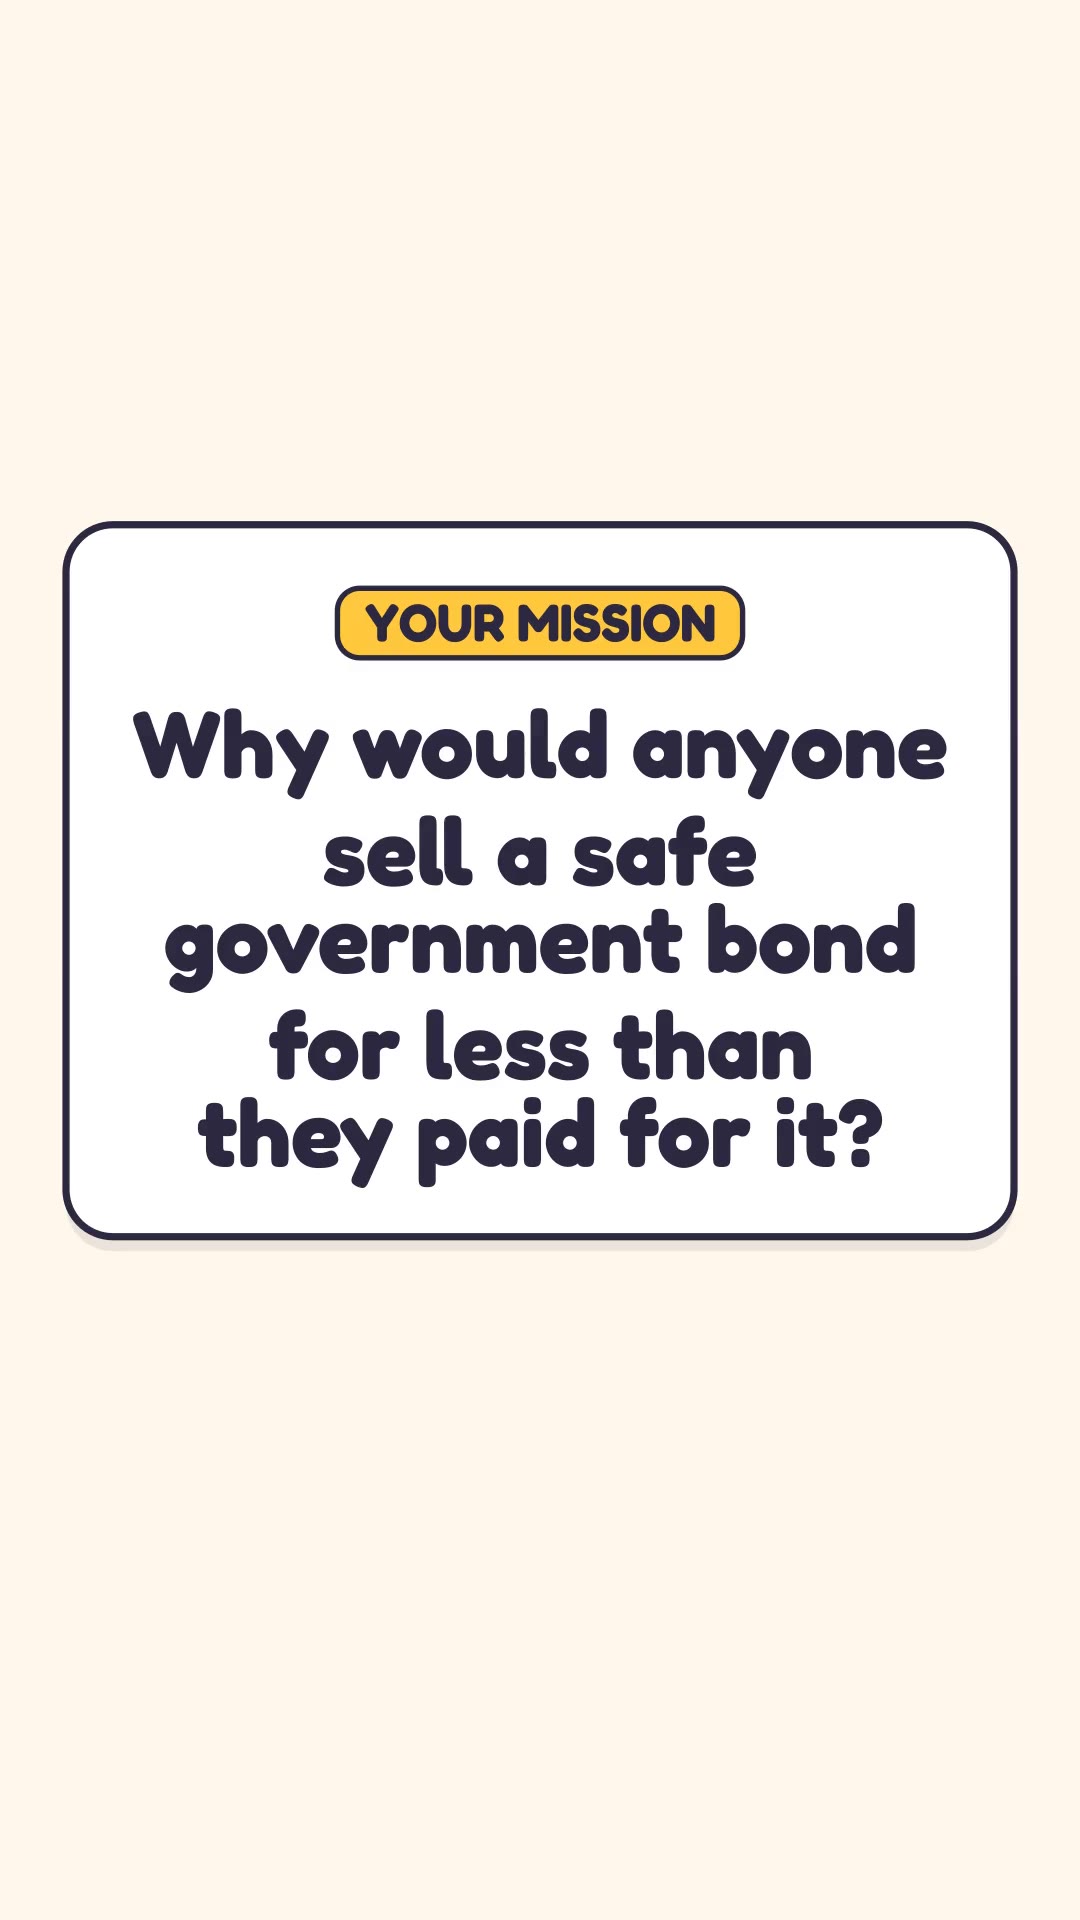 YOUR MISSION
Why would anyone
sell a safe
government bond
for less than
they paid for it?